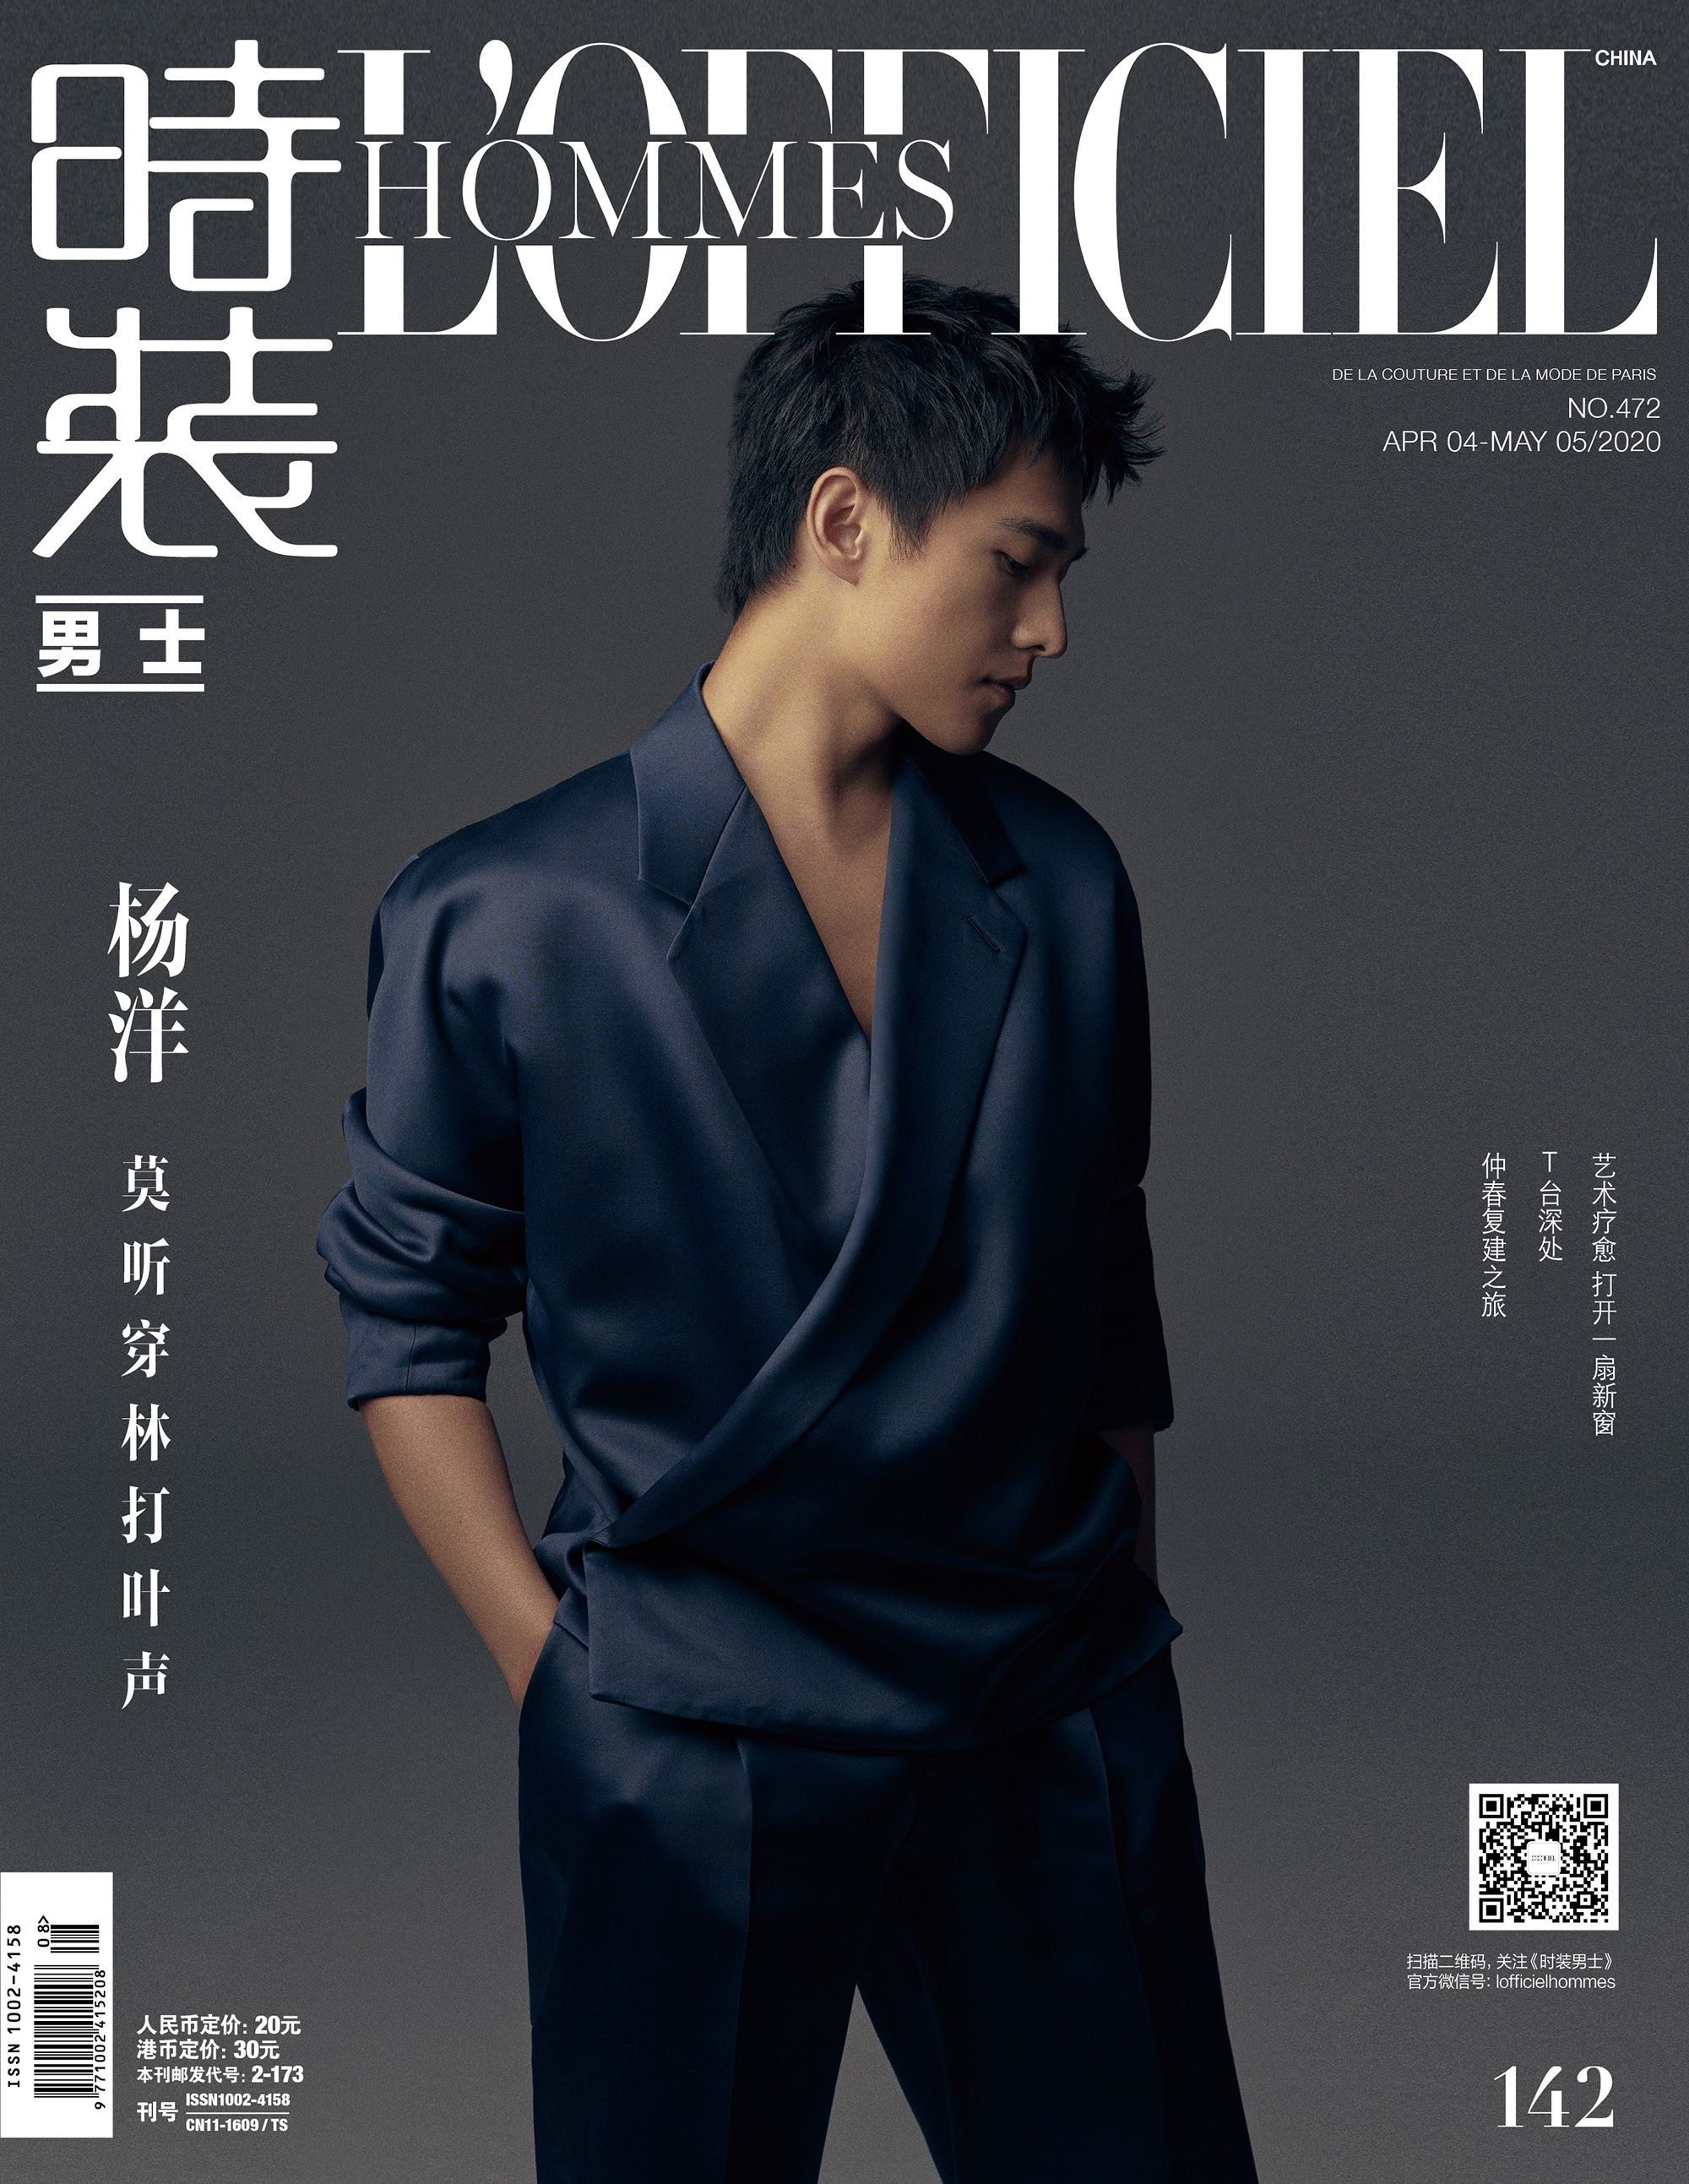 時装
男士
L'OFFICIEL
HOMMES
CHINA
DE LA COUTURE ET DE LA MODE DE PARIS
NO.472
APR 04-MAY 05/2020
杨洋
莫听穿林打叶声
艺术疗愈 打开一扇新窗
T台深处
仲春复建之旅
扫描二维码, 关注《时装男士》
官方微信号: lofficielhommes
142
ISSN 1002-4158
08>
9 771002 415208
人民币定价: 20元
港币定价: 30元
本刊邮发代号: 2-173
刊号 ISSN1002-4158
CN11-1609 / TS